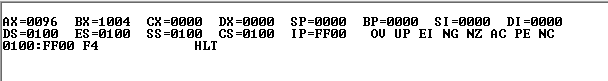 AX=0096 BX=1004 CX=0000 DX=0000 SP=0000 BP=0000 SI=0000 DI=0000
DS=0100 ES=0100 SS=0100 CS=0100 IP=FF00 OV UP EI NG NZ AC PE NC
0100:FF00 F4 HLT